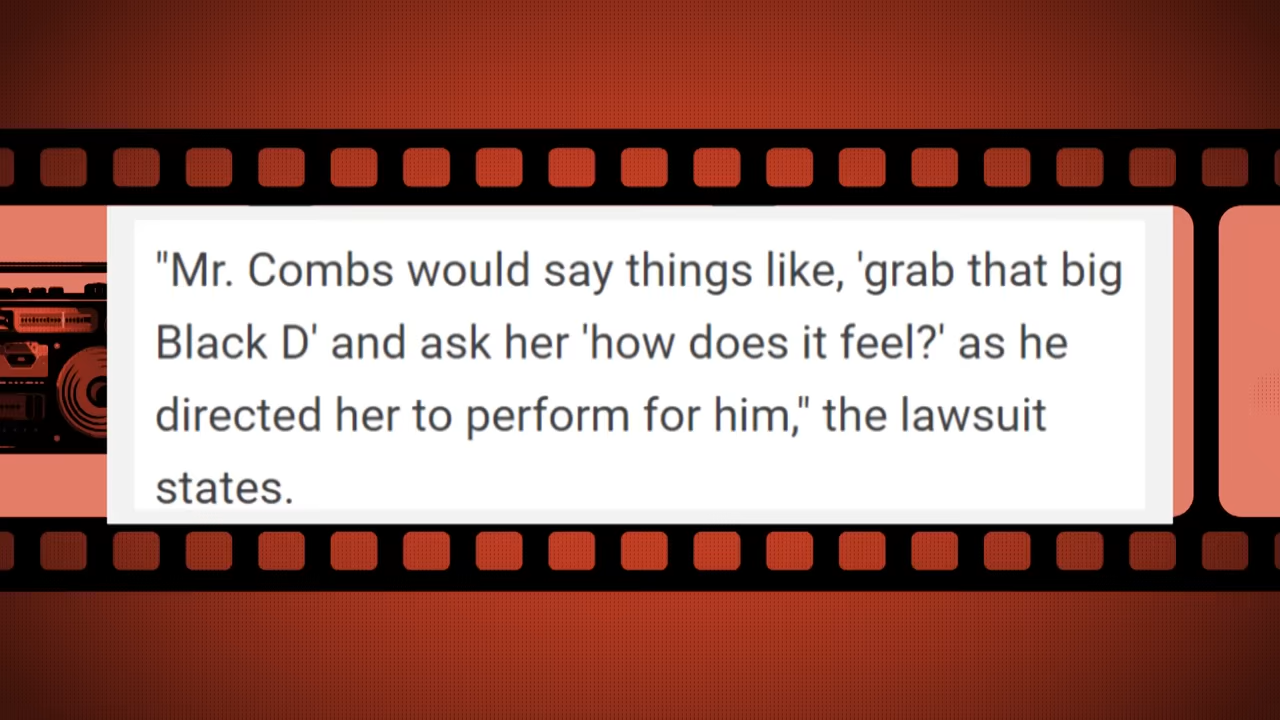 "Mr. Combs would say things like, 'grab that big
Black D' and ask her 'how does it feel?' as he
directed her to perform for him," the lawsuit
states.